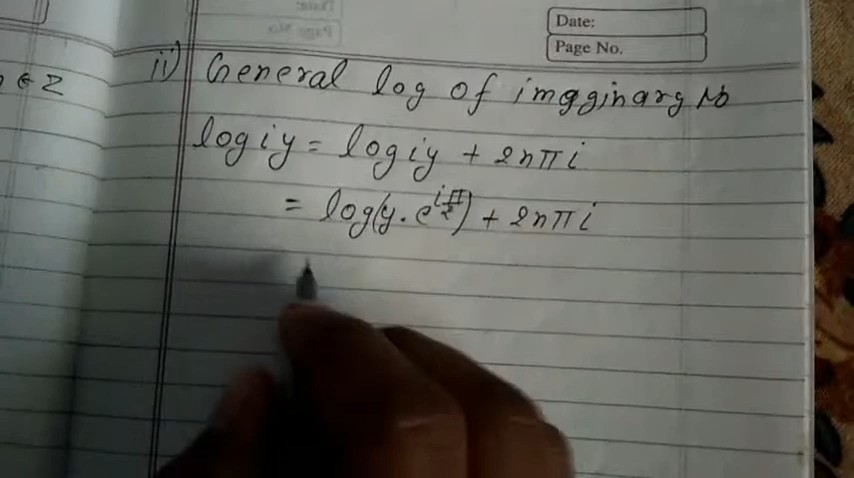 Date:
Page No.
n ∈ Z
ii) General log of imagginary No
log iy = log iy + 2nπi
= log(y.e^{iπ/2}) + 2nπi